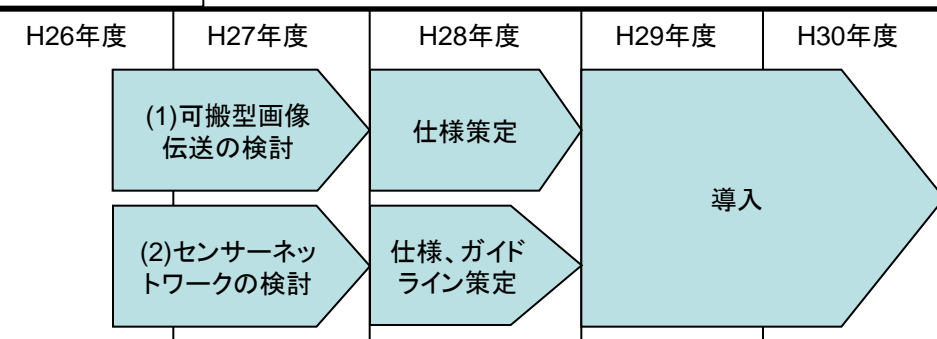 H26年度
H27年度
H28年度
H29年度
H30年度
(1)可搬型画像
伝送の検討
仕様策定
導入
(2)センサーネッ
トワークの検討
仕様、ガイド
ライン策定